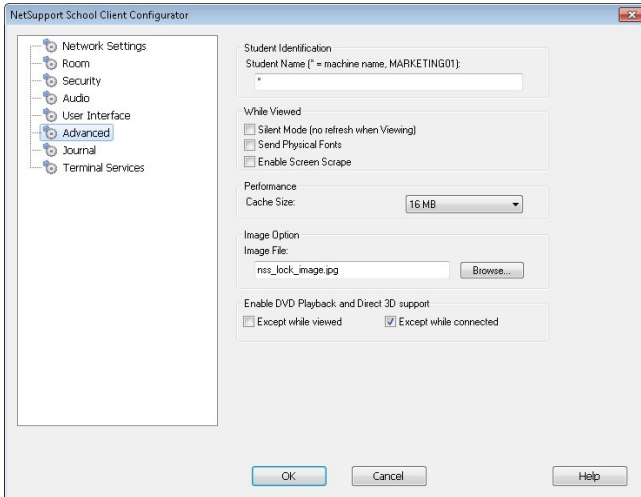 NetSupport School Client Configurator
Network Settings
Room
Security
Audio
User Interface
Advanced
Journal
Terminal Services
Student Identification
Student Name (* = machine name, MARKETING01):
*
While Viewed
Silent Mode (no refresh when Viewing)
Send Physical Fonts
Enable Screen Scrape
Performance
Cache Size:
16 MB
Image Option
Image File:
nss_lock_image.jpg
Browse...
Enable DVD Playback and Direct 3D support
Except while viewed
Except while connected
OK
Cancel
Help